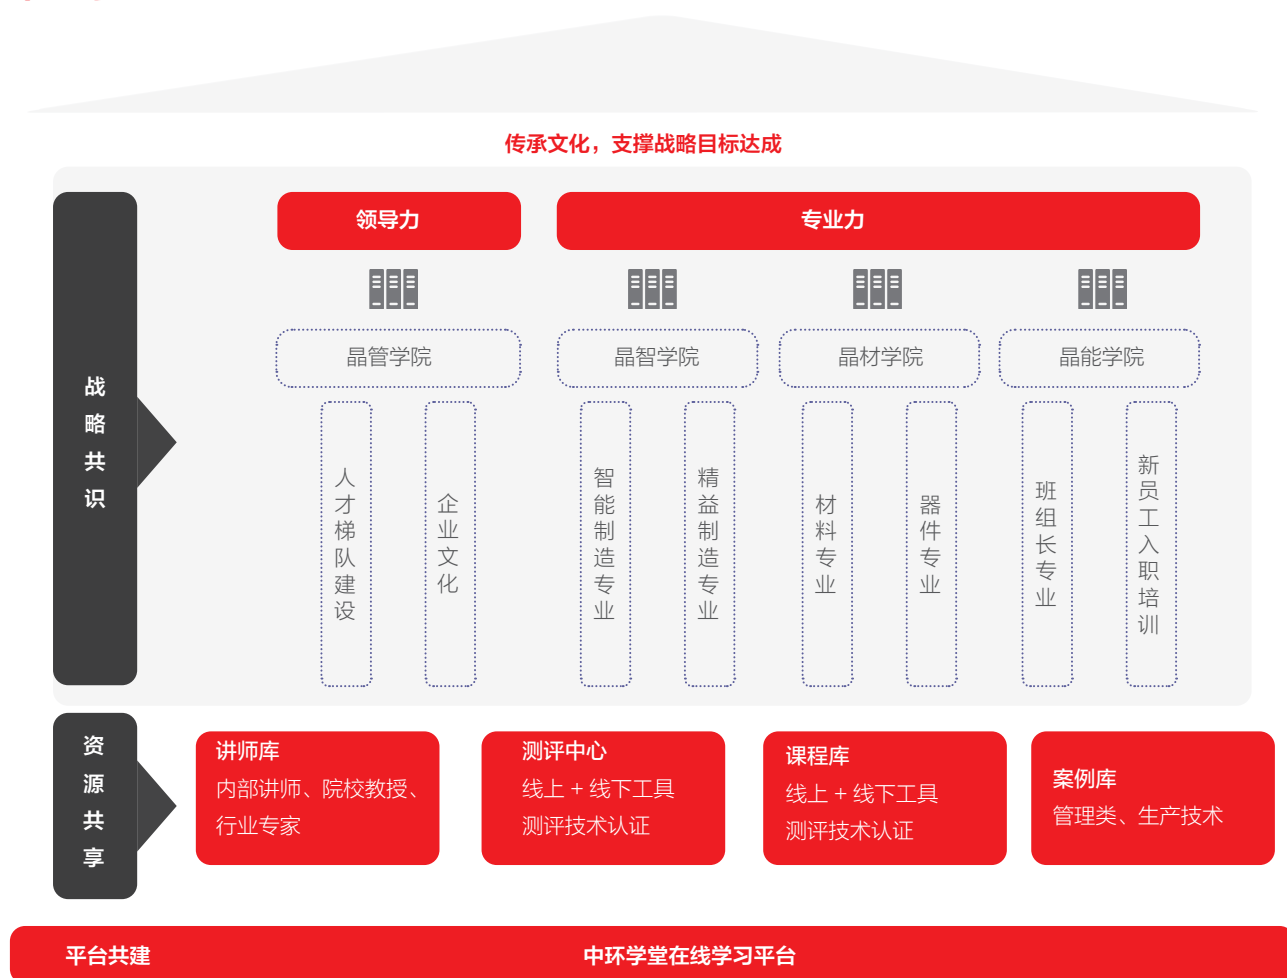 传承文化，支撑战略目标达成
战略共识
领导力
专业力
晶管学院
晶智学院
晶材学院
晶能学院
人才梯队建设
企业文化
智能制造专业
精益制造专业
材料专业
器件专业
班组长专业
新员工入职培训
资源共享
讲师库
内部讲师、院校教授、
行业专家
测评中心
线上 + 线下工具
测评技术认证
课程库
线上 + 线下工具
测评技术认证
案例库
管理类、生产技术
平台共建
中环学堂在线学习平台